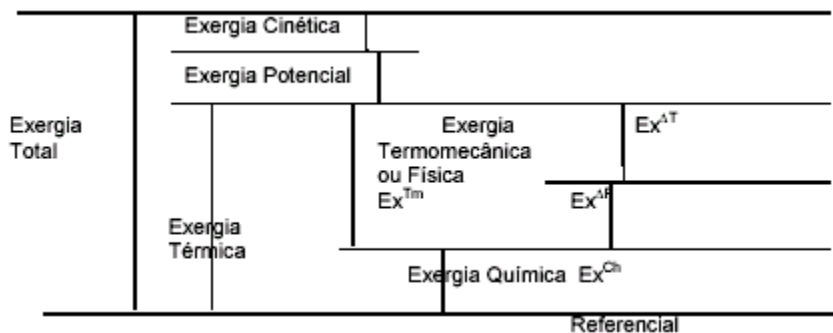 Exergia Cinética
Exergia Potencial
Exergia
Total
Exergia
Termomecânica
ou Física
Ex^Tm
Ex^ΔT
Ex^ΔP
Exergia
Térmica
Exergia Química Ex^Ch
Referencial